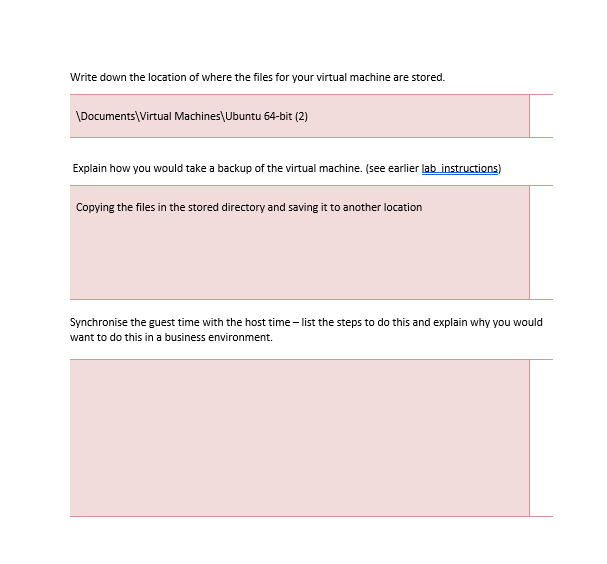 Write down the location of where the files for your virtual machine are stored.
\Documents\Virtual Machines\Ubuntu 64-bit (2)
Explain how you would take a backup of the virtual machine. (see earlier lab instructions)
Copying the files in the stored directory and saving it to another location
Synchronise the guest time with the host time – list the steps to do this and explain why you would
want to do this in a business environment.